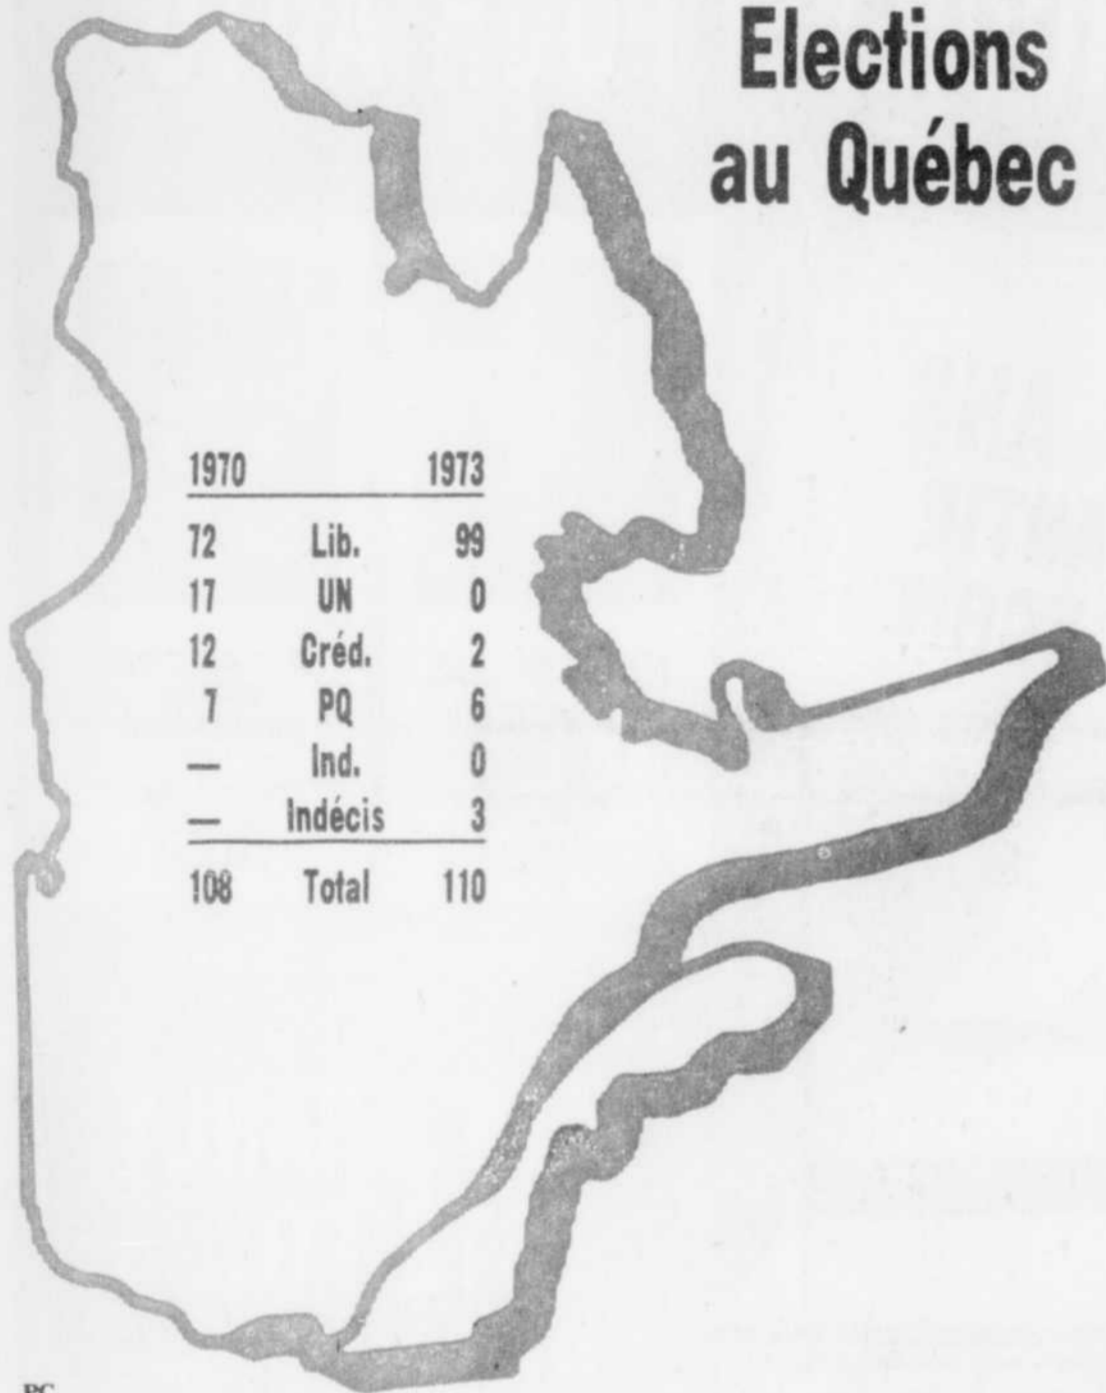 Elections
au Québec
1970 1973
72 Lib. 99
17 UN 0
12 Créd. 2
7 PQ 6
— Ind. 0
— Indécis 3
108 Total 110
PC